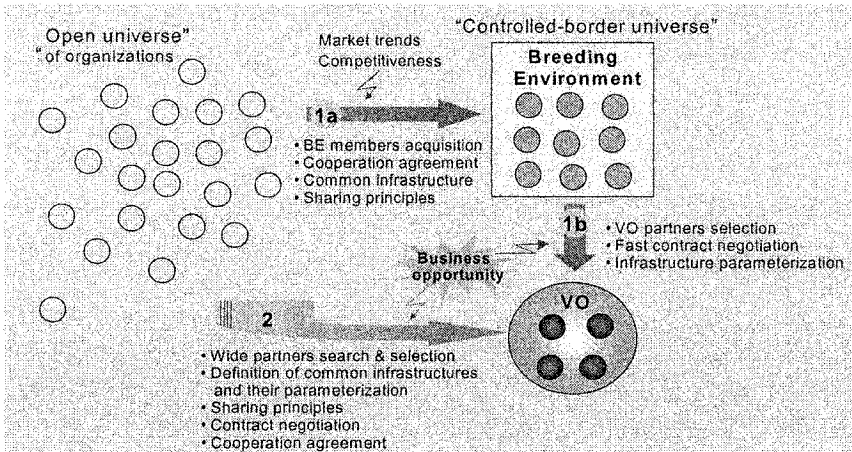 Open universe"
"of organizations
Market trends
Competitiveness
"Controlled-border universe"
Breeding
Environment
1a
• BE members acquisition
• Cooperation agreement
• Common infrastructure
• Sharing principles
1b
• VO partners selection
• Fast contract negotiation
• Infrastructure parameterization
Business
opportunity
VO
2
• Wide partners search & selection
• Definition of common infrastructures
and their parameterization
• Sharing principles
• Contract negotiation
• Cooperation agreement